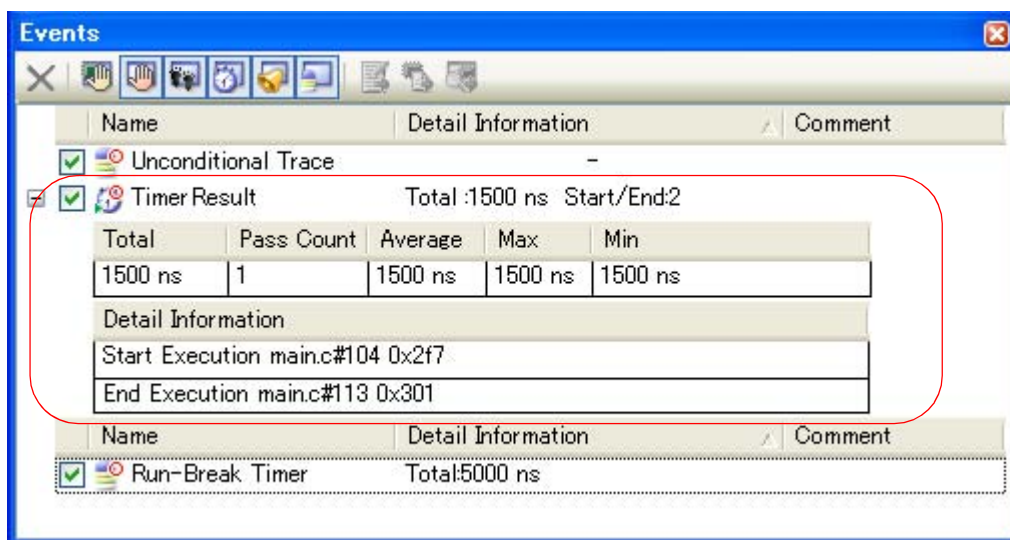 Events
Name Detail Information Comment
Unconditional Trace -
Timer Result Total :1500 ns Start/End:2
Total Pass Count Average Max Min
1500 ns 1 1500 ns 1500 ns 1500 ns
Detail Information
Start Execution main.c#104 0x2f7
End Execution main.c#113 0x301
Name Detail Information Comment
Run-Break Timer Total:5000 ns